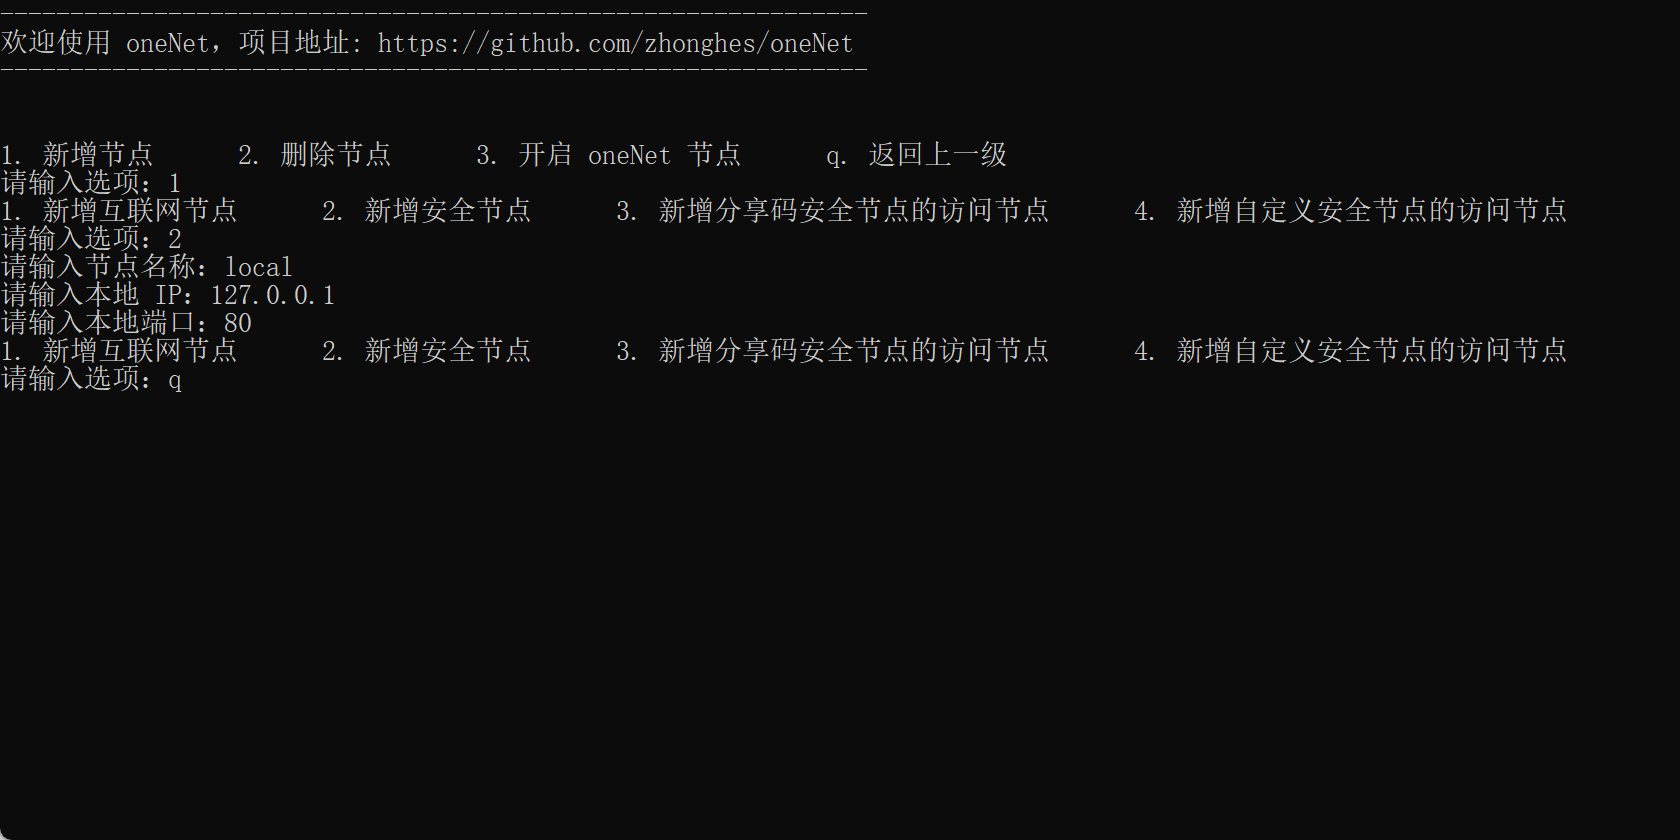 --------------------------------------------------------------
欢迎使用 oneNet，项目地址: https://github.com/zhonghes/oneNet
--------------------------------------------------------------
1. 新增节点      2. 删除节点      3. 开启 oneNet 节点      q. 返回上一级
请输入选项：1
1. 新增互联网节点      2. 新增安全节点      3. 新增分享码安全节点的访问节点      4. 新增自定义安全节点的访问节点
请输入选项：2
请输入节点名称：local
请输入本地 IP：127.0.0.1
请输入本地端口：80
1. 新增互联网节点      2. 新增安全节点      3. 新增分享码安全节点的访问节点      4. 新增自定义安全节点的访问节点
请输入选项：q